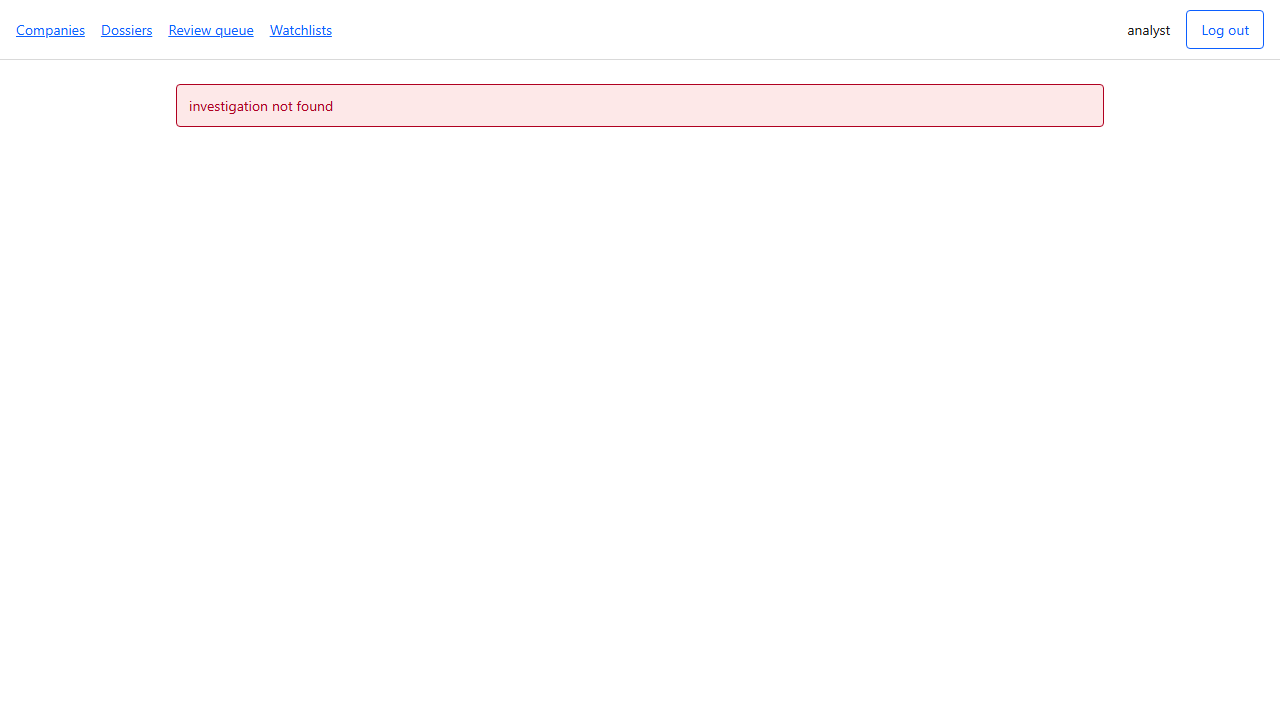 Companies Dossiers Review queue Watchlists analyst Log out
investigation not found